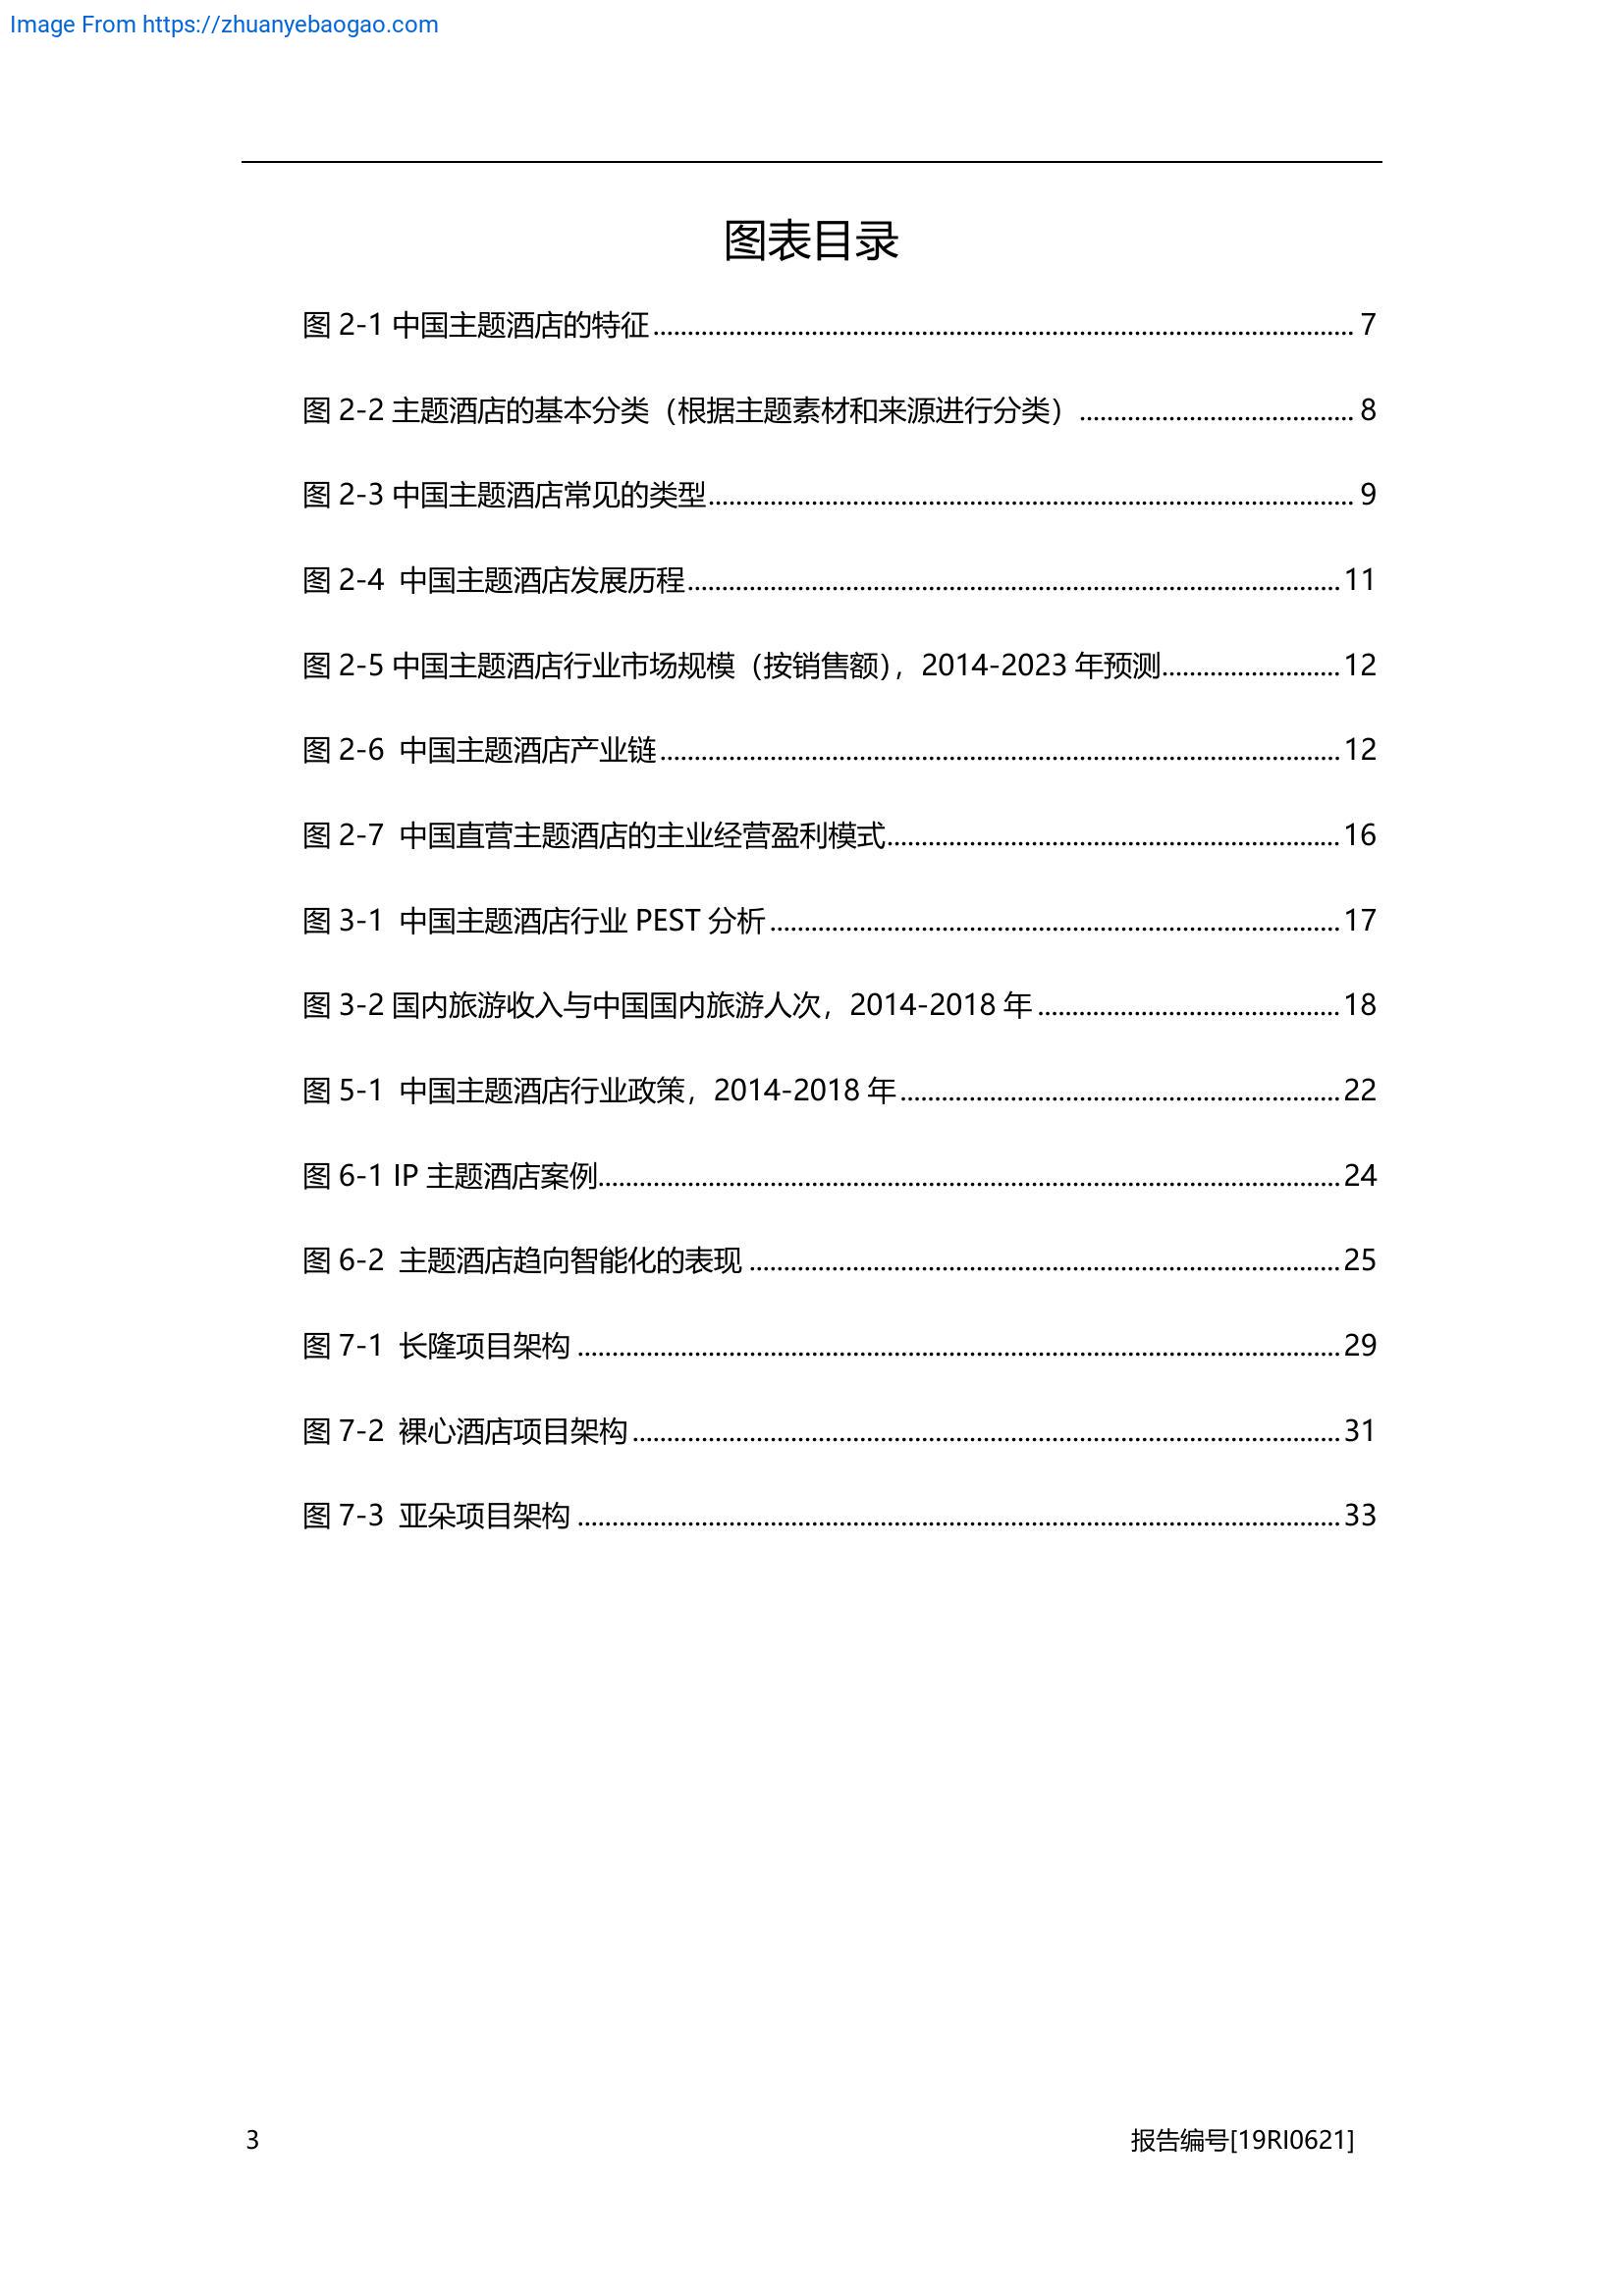 Image From https://zhuanyebaogao.com
图表目录
图 2-1 中国主题酒店的特征 7
图 2-2 主题酒店的基本分类（根据主题素材和来源进行分类） 8
图 2-3 中国主题酒店常见的类型 9
图 2-4 中国主题酒店发展历程 11
图 2-5 中国主题酒店行业市场规模（按销售额），2014-2023 年预测 12
图 2-6 中国主题酒店产业链 12
图 2-7 中国直营主题酒店的主业经营盈利模式 16
图 3-1 中国主题酒店行业 PEST 分析 17
图 3-2 国内旅游收入与中国国内旅游人次，2014-2018 年 18
图 5-1 中国主题酒店行业政策，2014-2018 年 22
图 6-1 IP 主题酒店案例 24
图 6-2 主题酒店趋向智能化的表现 25
图 7-1 长隆项目架构 29
图 7-2 裸心酒店项目架构 31
图 7-3 亚朵项目架构 33
3 报告编号[19RI0621]